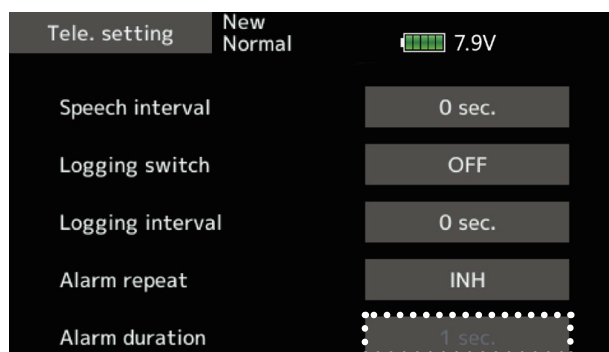 Tele. setting
New
Normal
7.9V
Speech interval 0 sec.
Logging switch OFF
Logging interval 0 sec.
Alarm repeat INH
Alarm duration 1 sec.